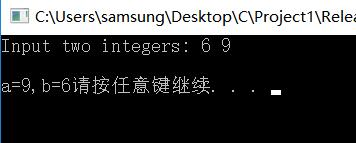 C:\Users\samsung\Desktop\C\Project1\Relea
Input two integers: 6 9
a=9,b=6请按任意键继续. . .